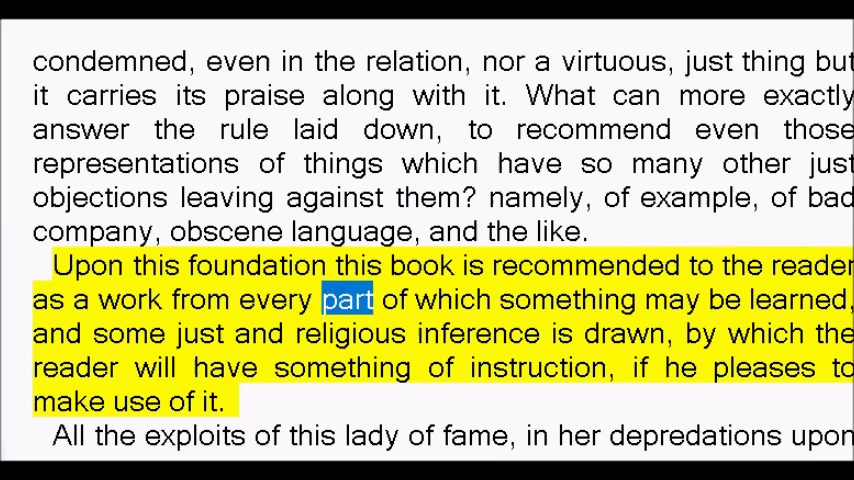 condemned, even in the relation, nor a virtuous, just thing but
it carries its praise along with it. What can more exactly
answer the rule laid down, to recommend even those
representations of things which have so many other just
objections leaving against them? namely, of example, of bad
company, obscene language, and the like.
Upon this foundation this book is recommended to the reader
as a work from every part of which something may be learned,
and some just and religious inference is drawn, by which the
reader will have something of instruction, if he pleases to
make use of it.
All the exploits of this lady of fame, in her depredations upon